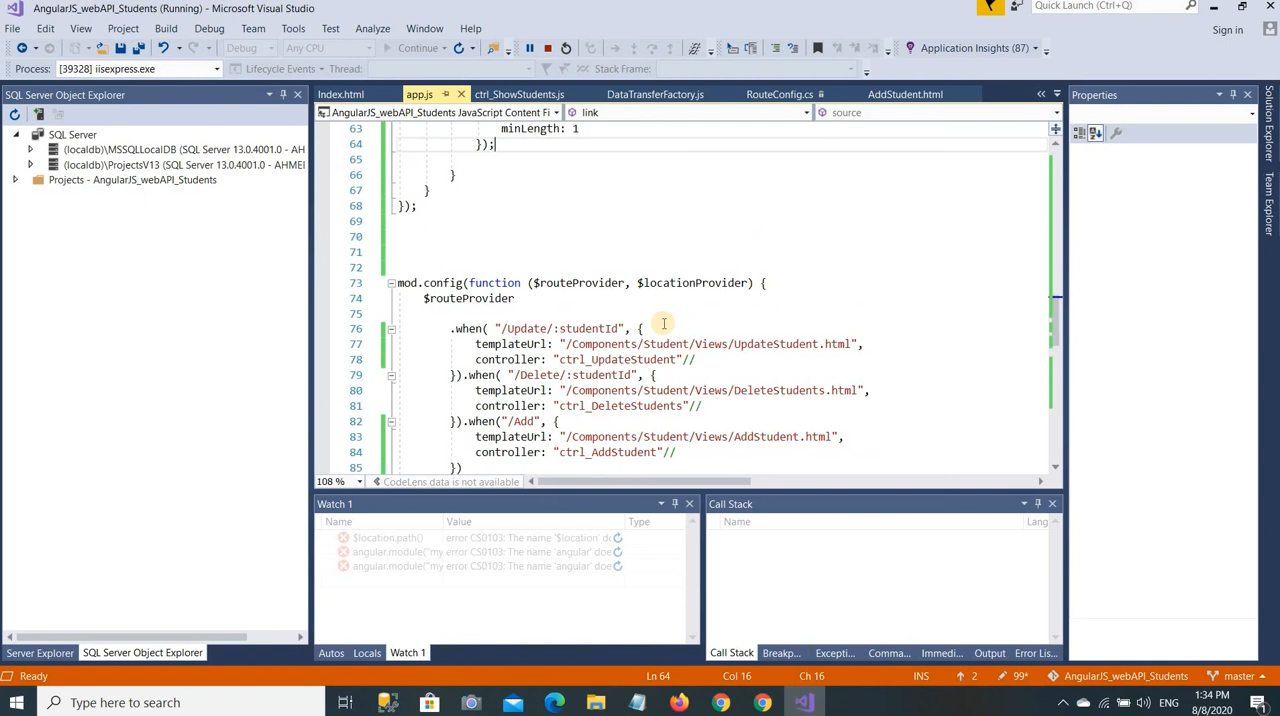 AngularJS_webAPI_Students (Running) - Microsoft Visual Studio
Quick Launch (Ctrl+Q)
File Edit View Project Build Debug Team Tools Test Analyze Window Help
Sign in
Debug Any CPU Continue Application Insights (87)
Process: [39328] iisexpress.exe Lifecycle Events Thread: Stack Frame:
SQL Server Object Explorer
Index.html app.js ctrl_ShowStudents.js DataTransferFactory.js RouteConfig.cs AddStudent.html
Properties
AngularJS_webAPI_Students JavaScript Content Fi link source
SQL Server
(localdb)\MSSQLLocalDB (SQL Server 13.0.4001.0 - AHMEI
(localdb)\ProjectsV13 (SQL Server 13.0.4001.0 - AHMEI
Projects - AngularJS_webAPI_Students
63 minLength: 1
64 });
65
66 }
67 }
68 });
69
70
71
72
73 mod.config(function ($routeProvider, $locationProvider) {
74 $routeProvider
75
76 .when( "/Update/:studentId", {
77 templateUrl: "/Components/Student/Views/UpdateStudent.html",
78 controller: "ctrl_UpdateStudent"//
79 }).when( "/Delete/:studentId", {
80 templateUrl: "/Components/Student/Views/DeleteStudents.html",
81 controller: "ctrl_DeleteStudents"//
82 }).when("/Add", {
83 templateUrl: "/Components/Student/Views/AddStudent.html",
84 controller: "ctrl_AddStudent"//
85 })
108 % CodeLens data is not available
Solution Explorer
Team Explorer
Watch 1
Name Value Type
$location.path() error CS0103: The name '$location' do
angular.module("my error CS0103: The name 'angular' doe
angular.module("my error CS0103: The name 'angular' doe
Call Stack
Name Lang
Server Explorer SQL Server Object Explorer
Autos Locals Watch 1
Call Stack Breakp... Excepti... Comma... Immedi... Output Error Lis...
Ready Ln 64 Col 16 Ch 16 INS 2 99* AngularJS_webAPI_Students master
Type here to search
ENG
1:34 PM
8/8/2020
1